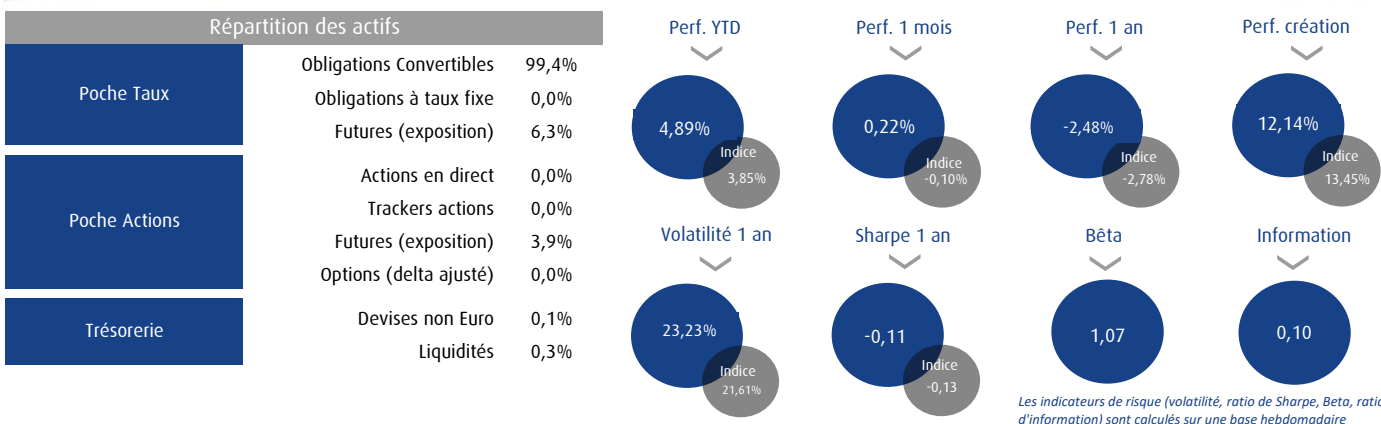 Répartition des actifs
Poche Taux
Obligations Convertibles 99,4%
Obligations à taux fixe 0,0%
Futures (exposition) 6,3%
Poche Actions
Actions en direct 0,0%
Trackers actions 0,0%
Futures (exposition) 3,9%
Options (delta ajusté) 0,0%
Trésorerie
Devises non Euro 0,1%
Liquidités 0,3%
Perf. YTD
4,89%
Indice
3,85%
Perf. 1 mois
0,22%
Indice
-0,10%
Perf. 1 an
-2,48%
Indice
-2,78%
Perf. création
12,14%
Indice
13,45%
Volatilité 1 an
23,23%
Indice
21,61%
Sharpe 1 an
-0,11
Indice
-0,13
Bêta
1,07
Information
0,10
Les indicateurs de risque (volatilité, ratio de Sharpe, Beta, ratio
d'information) sont calculés sur une base hebdomadaire